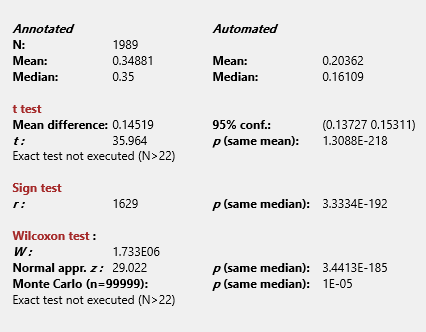 Annotated Automated
N: 1989
Mean: 0.34881 Mean: 0.20362
Median: 0.35 Median: 0.16109
t test
Mean difference: 0.14519 95% conf.: (0.13727 0.15311)
t : 35.964 p (same mean): 1.3088E-218
Exact test not executed (N>22)
Sign test
r : 1629 p (same median): 3.3334E-192
Wilcoxon test :
W : 1.733E06
Normal appr. z : 29.022 p (same median): 3.4413E-185
Monte Carlo (n=99999): p (same median): 1E-05
Exact test not executed (N>22)